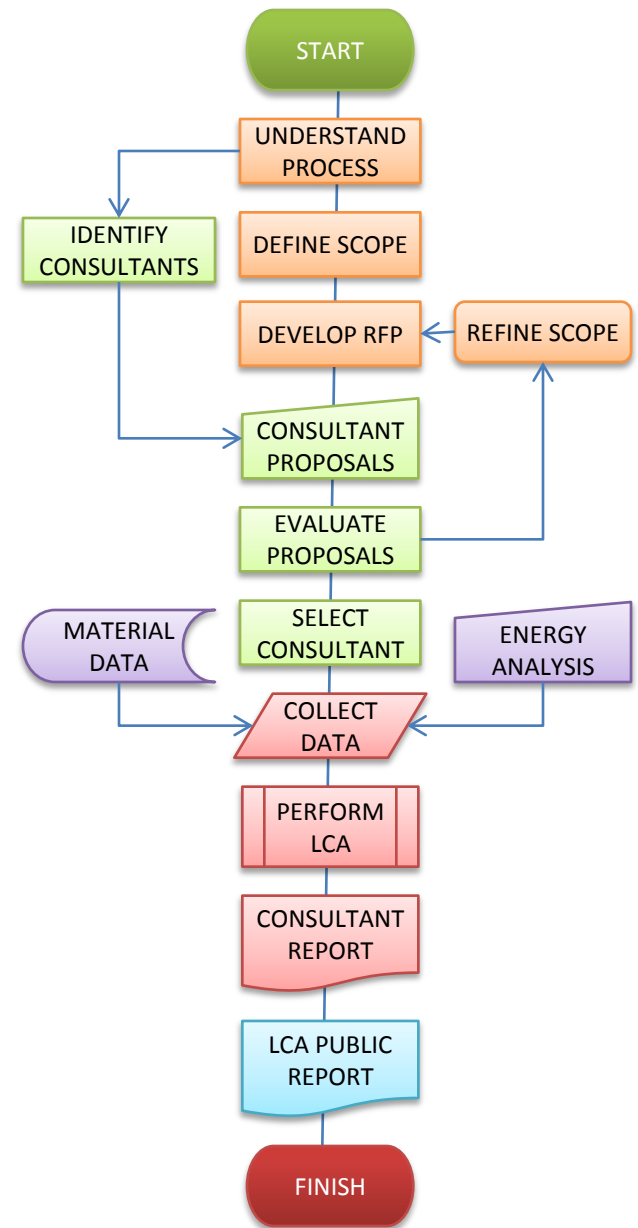 START
UNDERSTAND
PROCESS
IDENTIFY
CONSULTANTS
DEFINE SCOPE
DEVELOP RFP
REFINE SCOPE
CONSULTANT
PROPOSALS
EVALUATE
PROPOSALS
MATERIAL
DATA
SELECT
CONSULTANT
ENERGY
ANALYSIS
COLLECT
DATA
PERFORM
LCA
CONSULTANT
REPORT
LCA PUBLIC
REPORT
FINISH